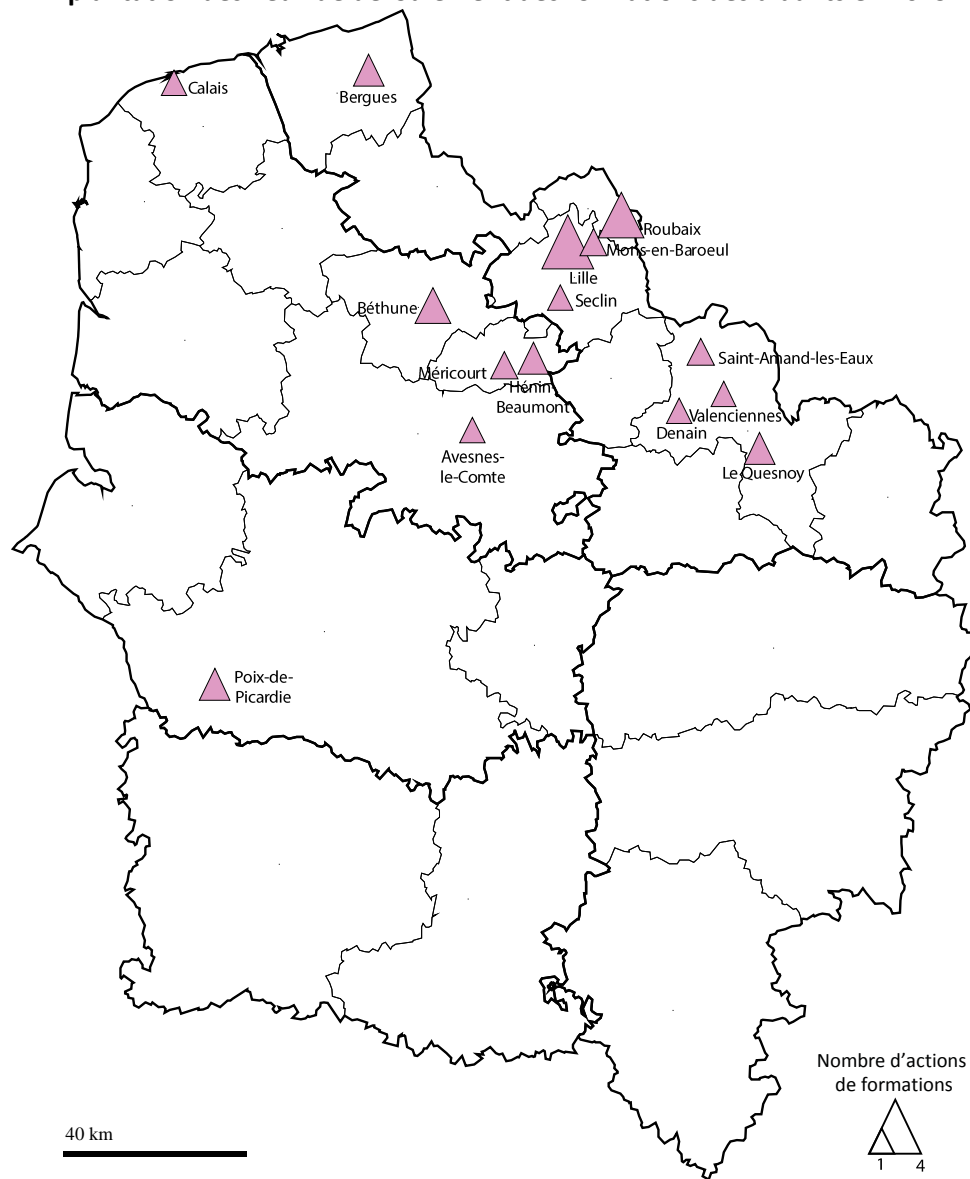 Calais
Bergues
Roubaix
Mons-en-Baroeul
Lille
Seclin
Béthune
Saint-Amand-les-Eaux
Méricourt
Hénin
Beaumont
Valenciennes
Denain
Avesnes-
le-Comte
Le Quesnoy
Poix-de-
Picardie
Nombre d’actions
de formations
1 4
40 km